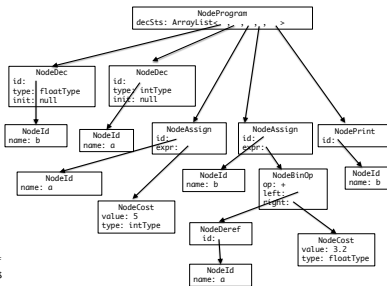 NodeProgram
decSts: ArrayList< , , , , >
NodeDec
id:
type: floatType
init: null
NodeDec
id:
type: intType
init: null
NodeId
name: b
NodeId
name: a
NodeAssign
id:
expr:
NodeAssign
id:
expr:
NodePrint
id:
NodeId
name: a
NodeCost
value: 5
type: intType
NodeId
name: b
NodeBinOp
op: +
left:
right:
NodeId
name: b
NodeDeref
id:
NodeCost
value: 3.2
type: floatType
NodeId
name: a